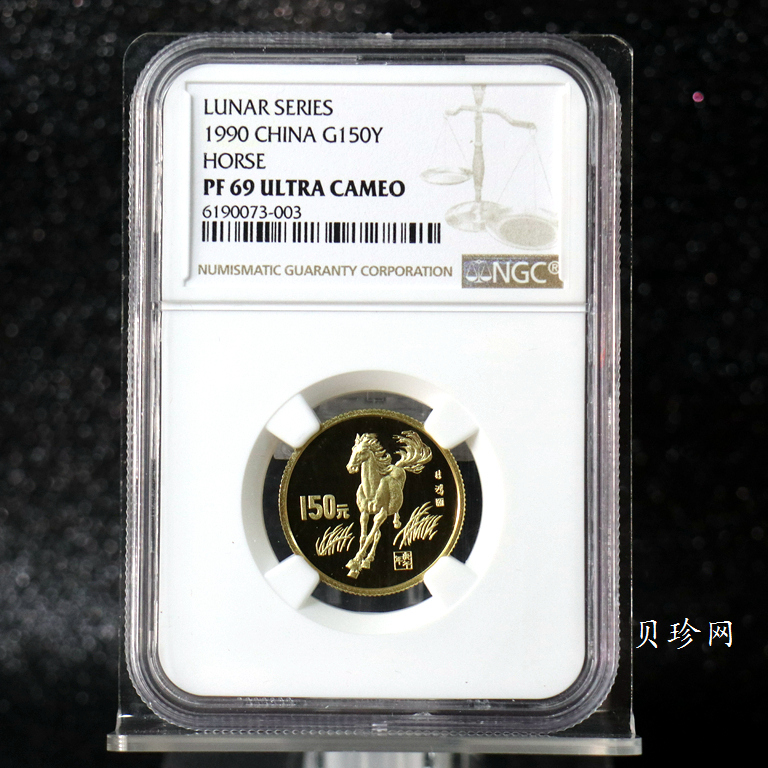 LUNAR SERIES
1990 CHINA G150Y
HORSE
PF 69 ULTRA CAMEO
6190073-003
NUMISMATIC GUARANTY CORPORATION
NGC®
150元
贝珍网